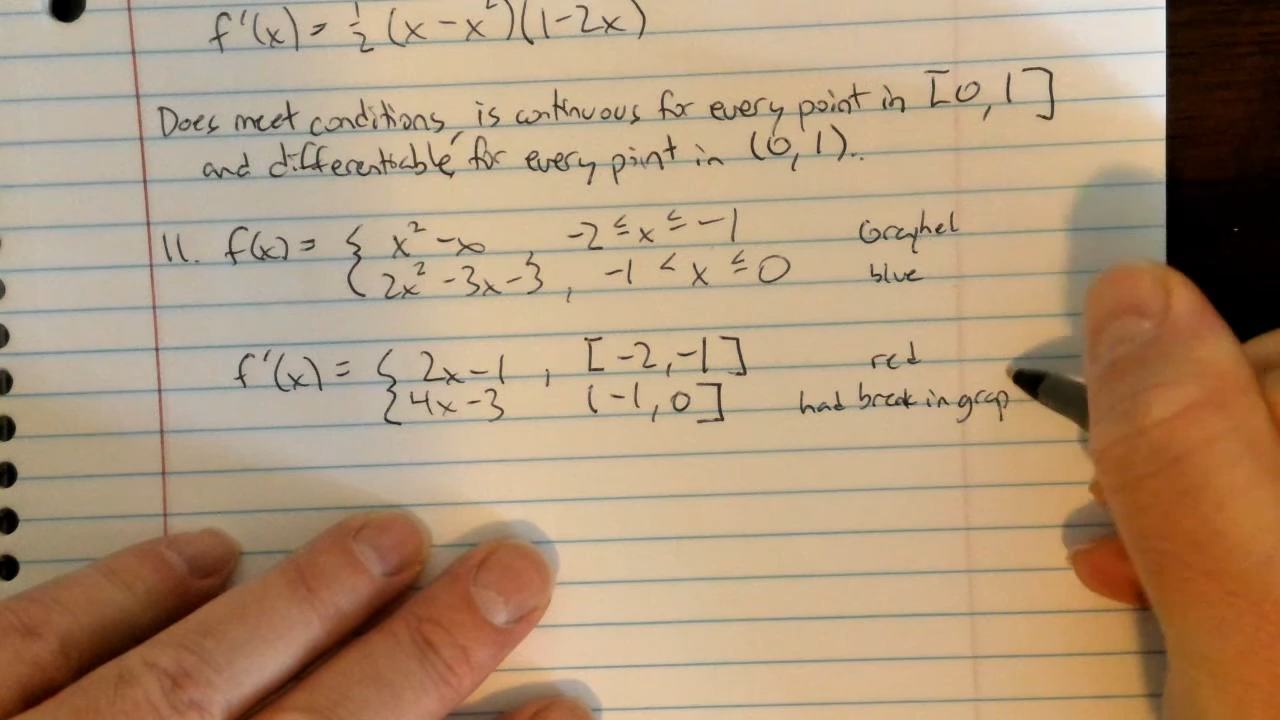 f'(x) = 1/2 (x - x²)(1-2x)
Does meet conditions, is continuous for every point in [0, 1]
and differentiable, for every point in (0, 1).
11. f(x) = { x² - x , -2 ≤ x ≤ -1
blue
2x² - 3x - 3 , -1 < x ≤ 0
f'(x) = { 2x - 1 , [-2, -1] red
4x - 3 (-1, 0] had break in grap